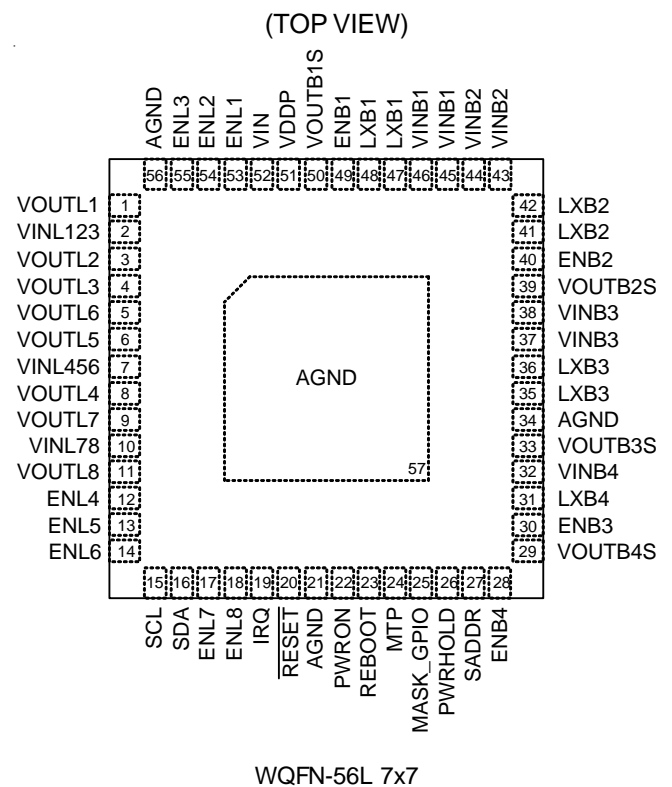 (TOP VIEW)
AGND
ENL3
ENL2
ENL1
VIN
VDDP
VOUTB1S
ENB1
LXB1
LXB1
VINB1
VINB1
VINB2
VINB2
56 55 54 53 52 51 50 49 48 47 46 45 44 43
VOUTL1 1
VINL123 2
VOUTL2 3
VOUTL3 4
VOUTL6 5
VOUTL5 6
VINL456 7
VOUTL4 8
VOUTL7 9
VINL78 10
VOUTL8 11
ENL4 12
ENL5 13
ENL6 14
AGND
57
42 LXB2
41 LXB2
40 ENB2
39 VOUTB2S
38 VINB3
37 VINB3
36 LXB3
35 LXB3
34 AGND
33 VOUTB3S
32 VINB4
31 LXB4
30 ENB3
29 VOUTB4S
15 16 17 18 19 20 21 22 23 24 25 26 27 28
SCL
SDA
ENL7
ENL8
IRQ
RESET
AGND
PWRON
REBOOT
MTP
MASK_GPIO
PWRHOLD
SADDR
ENB4
WQFN-56L 7x7